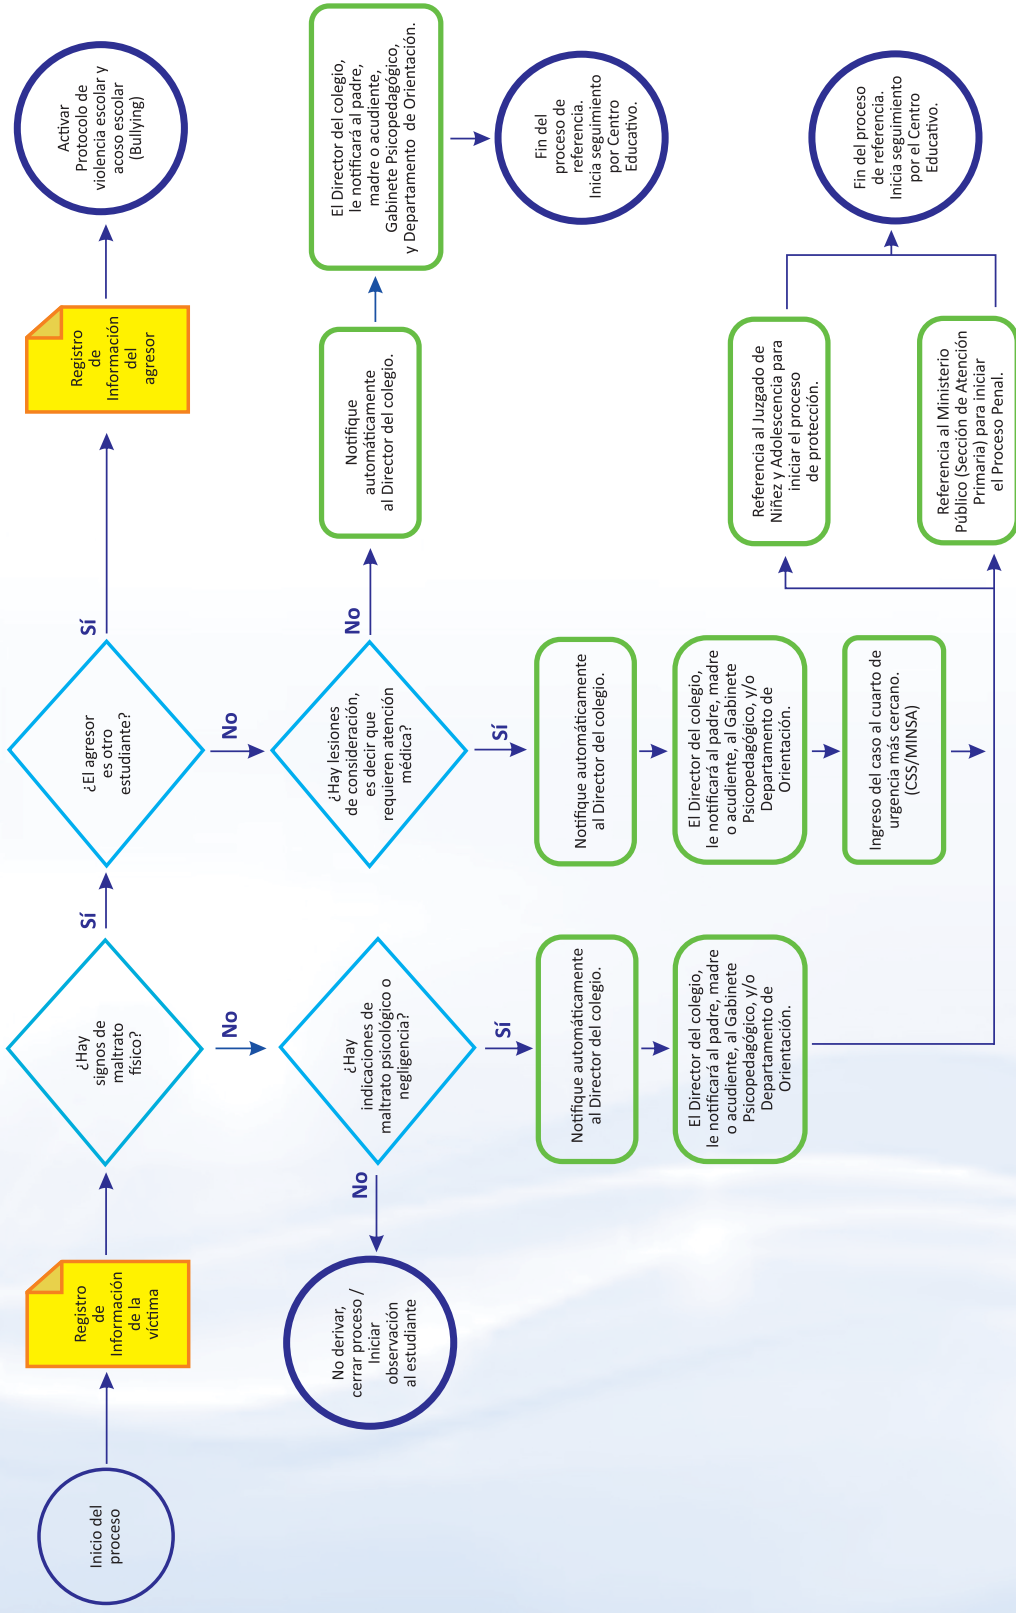 Inicio del
proceso
Registro
de
Información
de la
víctima
¿Hay
signos de
maltrato
físico?
Sí
No
¿El agresor
es otro
estudiante?
Sí
No
Registro
de
Información
del
agresor
Activar
Protocolo de
violencia escolar y
acoso escolar
(Bullying)
No derivar,
cerrar proceso /
Iniciar
observación
al estudiante
No
¿Hay
indicaciones de
maltrato psicológico o
negligencia?
Sí
¿Hay lesiones
de consideración,
es decir que
requieren atención
médica?
No
Sí
Notifique
automáticamente
al Director del colegio.
El Director del colegio,
le notificará al padre,
madre o acudiente,
Gabinete Psicopedagógico,
y Departamento de Orientación.
Fin del
proceso de
referencia.
Inicia seguimiento
por Centro
Educativo.
Notifique automáticamente
al Director del colegio.
El Director del colegio,
le notificará al padre, madre
o acudiente, al Gabinete
Psicopedagógico, y/o
Departamento de
Orientación.
Notifique automáticamente
al Director del colegio.
El Director del colegio,
le notificará al padre, madre
o acudiente, al Gabinete
Psicopedagógico, y/o
Departamento de
Orientación.
Ingreso del caso al cuarto de
urgencia más cercano.
(CSS/MINSA)
Referencia al Juzgado de
Niñez y Adolescencia para
iniciar el proceso
de protección.
Referencia al Ministerio
Público (Sección de Atención
Primaria) para iniciar
el Proceso Penal.
Fin del proceso
de referencia.
Inicia seguimiento
por el Centro
Educativo.